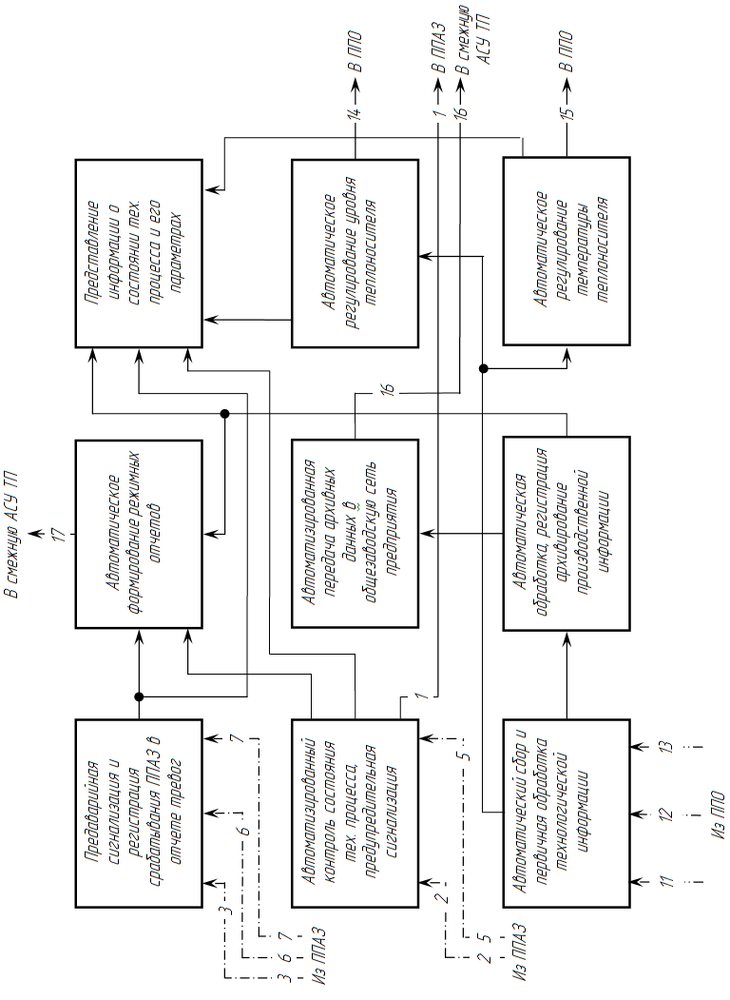 Представление
информации о
состоянии тех.
процесса и его
параметрах
Автоматическое
регулирование уровня
теплоносителя
Автоматическое
регулирование
температуры
теплоносителя
14
В ППО
1
В ППАЗ
16
В смежную
АСУ ТП
15
В ППО
В смежную АСУ ТП
17
Автоматическое
формирование режимных
отчетов
Автоматизированная
передача архивных
данных в
общезаводскую сеть
предприятия
16
Автоматическая
обработка, регистрация
архивирование
производственной
информации
Предаварийная
сигнализация и
регистрация
срабатывания ППАЗ в
отчете тревог
Автоматизированный
контроль состояния
тех. процесса,
предупредительная
сигнализация
1
Автоматический сбор и
первичная обработка
технологической
информации
3
6
7
3
6
7
Из ППАЗ
2
5
2
5
Из ППАЗ
11
12
13
Из ППО